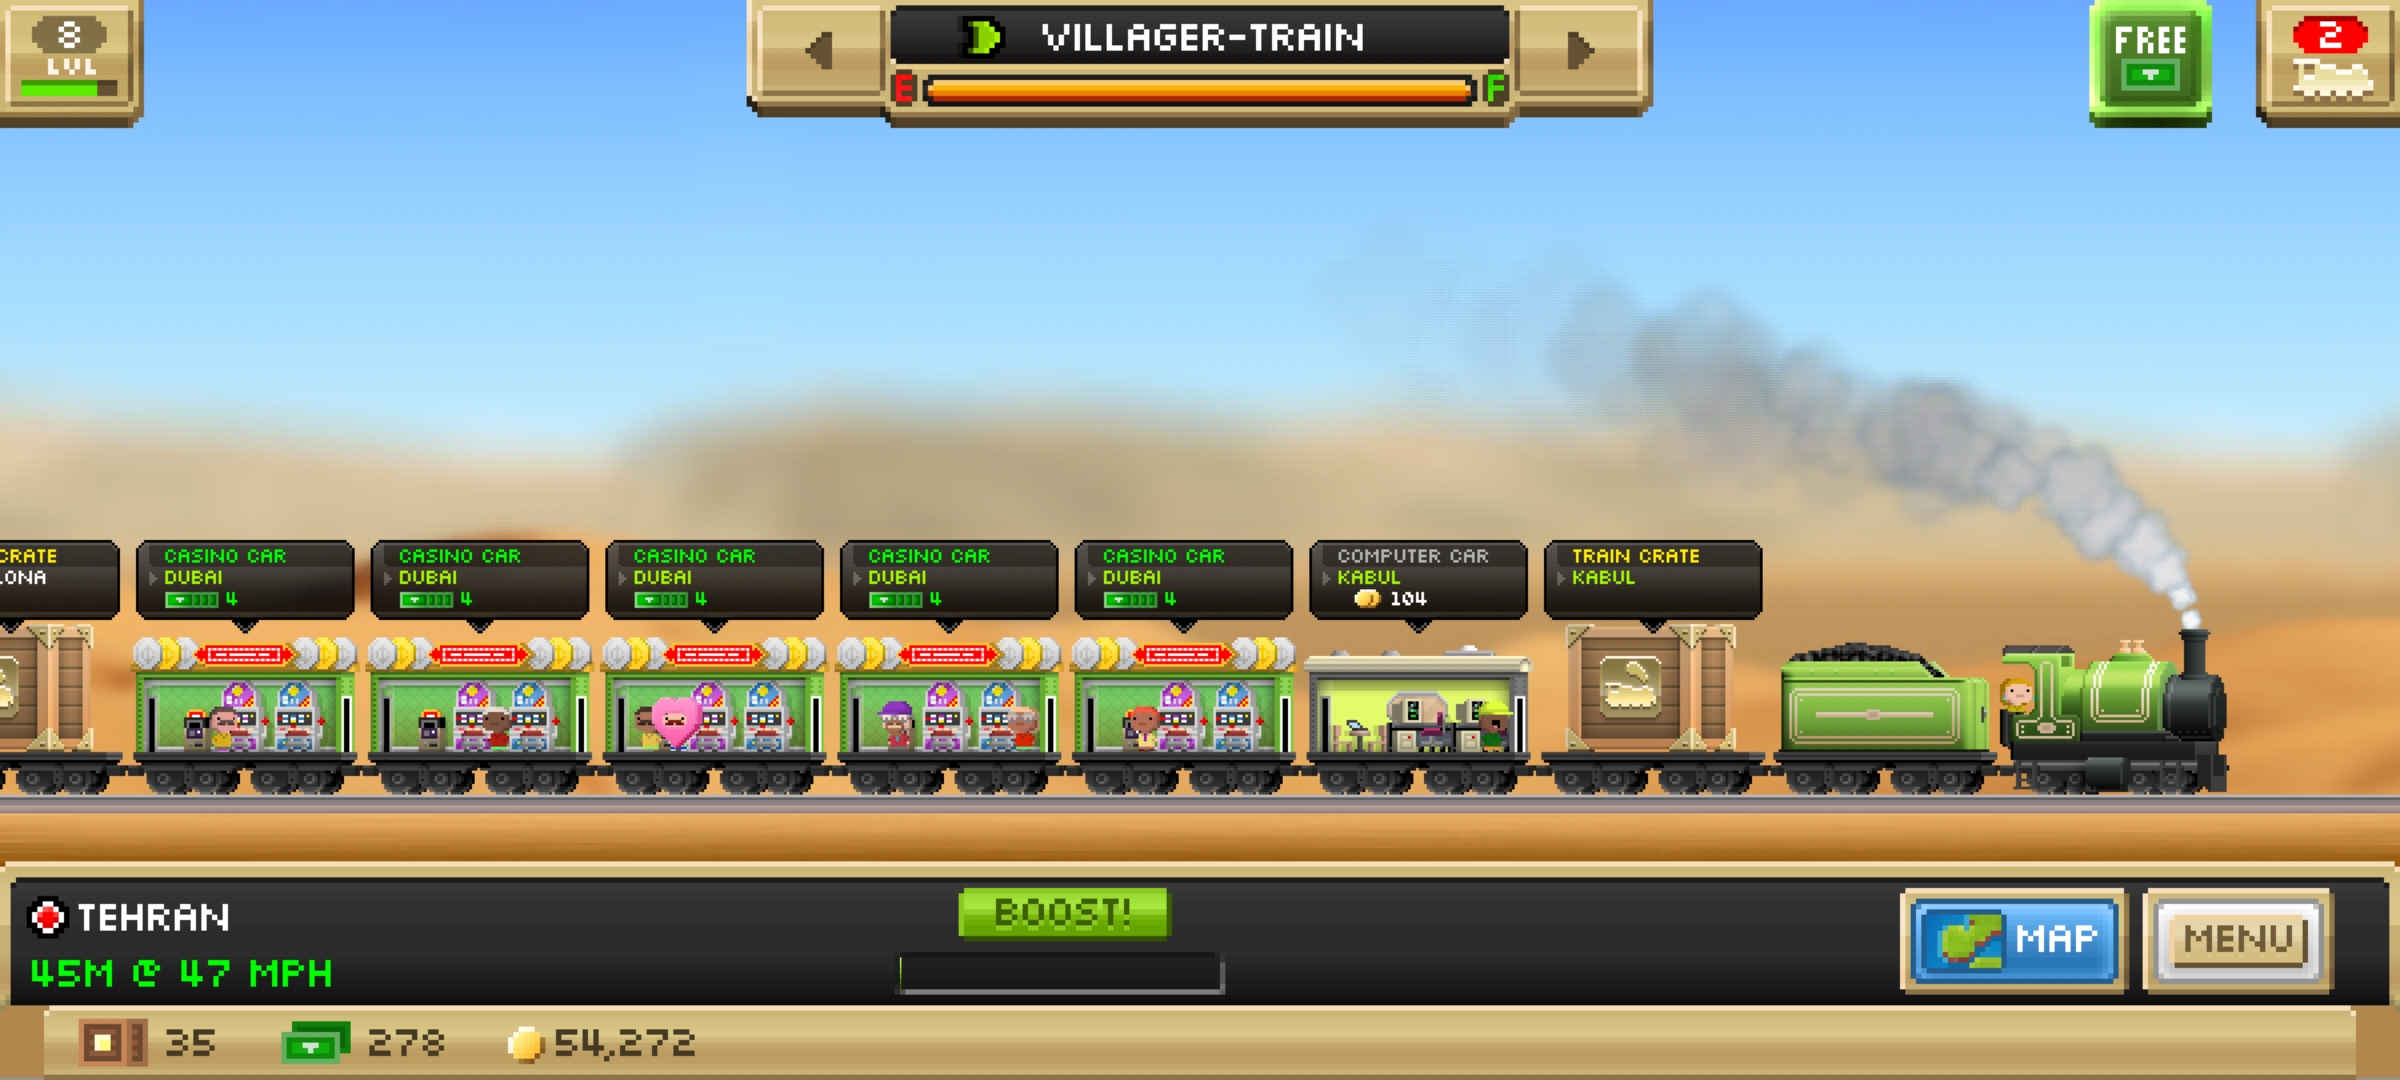 8
LVL
VILLAGER-TRAIN
E F
FREE
2
CRATE
LONA
CASINO CAR
DUBAI
4
CASINO CAR
DUBAI
4
CASINO CAR
DUBAI
4
CASINO CAR
DUBAI
4
CASINO CAR
DUBAI
4
COMPUTER CAR
KABUL
104
TRAIN CRATE
KABUL
TEHRAN
45M @ 47 MPH
BOOST!
MAP
MENU
35 278 54,272